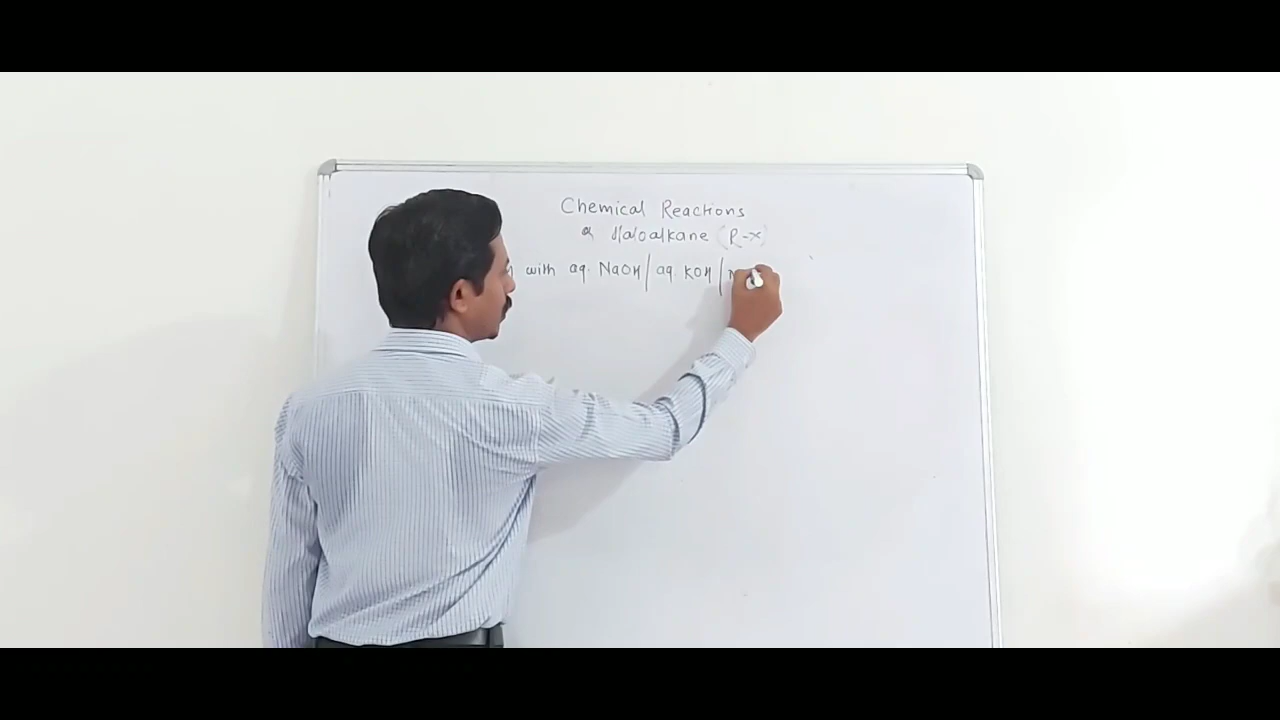 Chemical Reactions
of Haloalkane (R-X)
with aq. NaOH / aq. KOH /